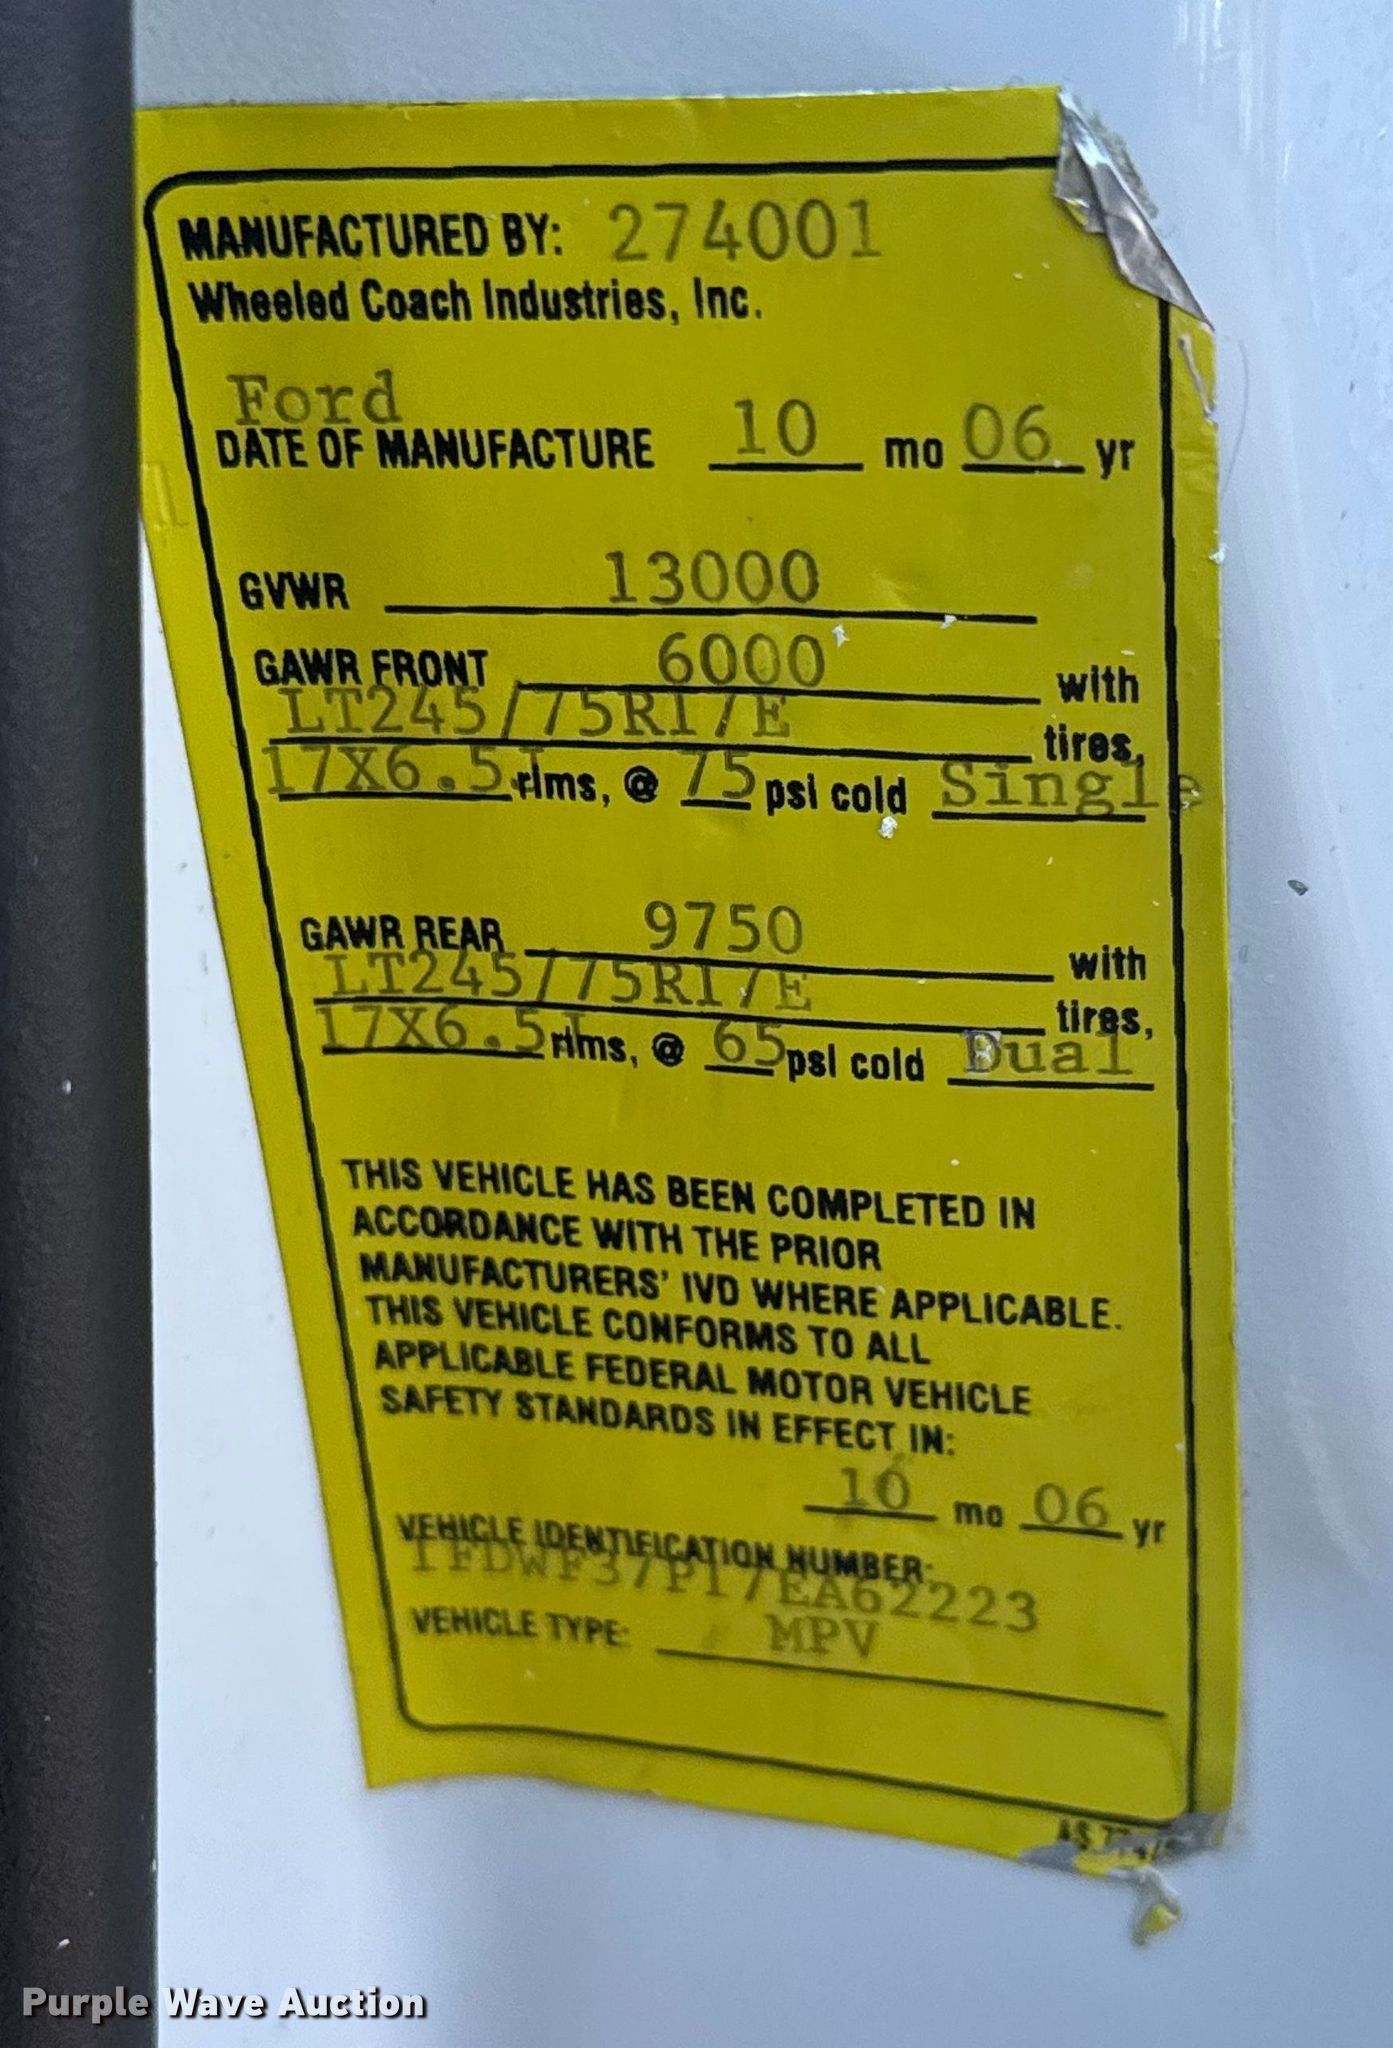 MANUFACTURED BY: 274001
Wheeled Coach Industries, Inc.
Ford
DATE OF MANUFACTURE 10 mo 06 yr
GVWR 13000
GAWR FRONT 6000 with
LT245/75R17E tires,
17X6.5J rims, @ 75 psi cold Single
GAWR REAR 9750 with
LT245/75R17E tires,
17X6.5J rims, @ 65 psi cold Dual
THIS VEHICLE HAS BEEN COMPLETED IN
ACCORDANCE WITH THE PRIOR
MANUFACTURERS' IVD WHERE APPLICABLE.
THIS VEHICLE CONFORMS TO ALL
APPLICABLE FEDERAL MOTOR VEHICLE
SAFETY STANDARDS IN EFFECT IN:
10 mo 06 yr
VEHICLE IDENTIFICATION NUMBER:
1FDWF37P17EA62223
VEHICLE TYPE: MPV
Purple Wave Auction